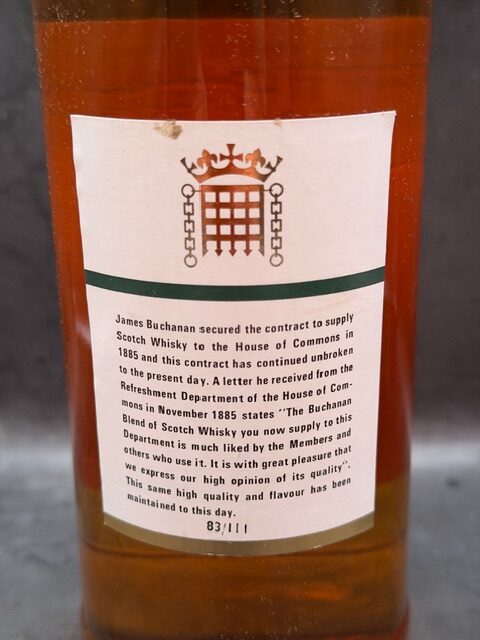 James Buchanan secured the contract to supply
Scotch Whisky to the House of Commons in
1885 and this contract has continued unbroken
to the present day. A letter he received from the
Refreshment Department of the House of Com-
mons in November 1885 states "The Buchanan
Blend of Scotch Whisky you now supply to this
Department is much liked by the Members and
others who use it. It is with great pleasure that
we express our high opinion of its quality".
This same high quality and flavour has been
maintained to this day.
83/111